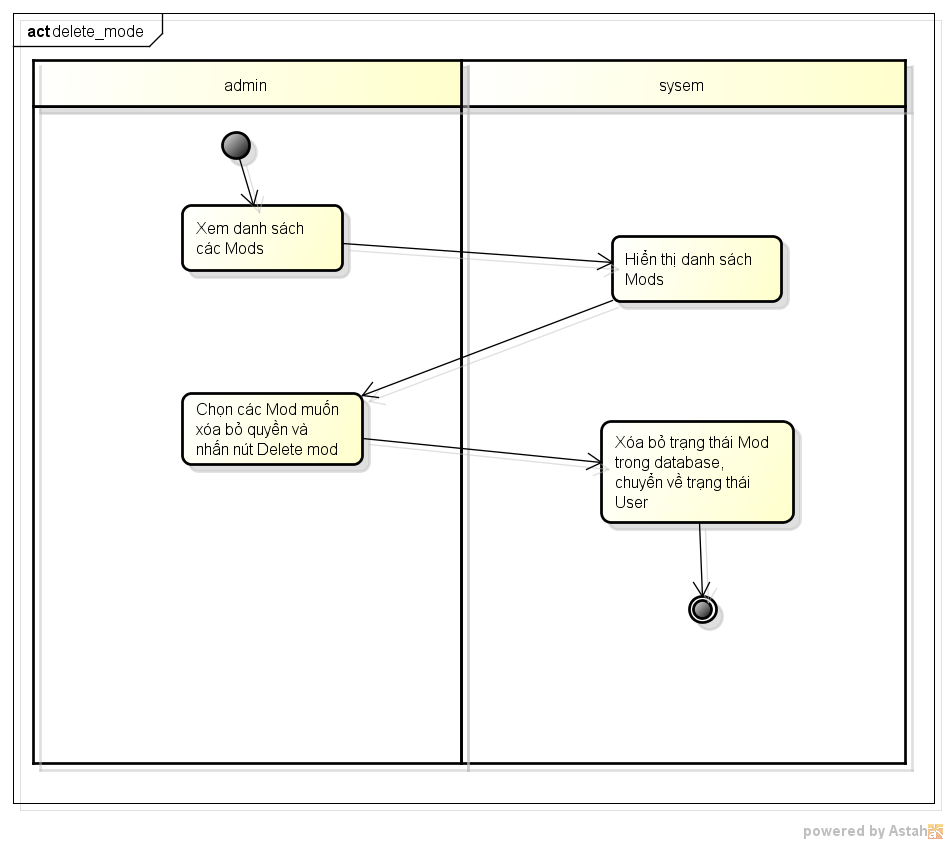 act delete_mode
admin
sysem
Xem danh sách
các Mods
Hiển thị danh sách
Mods
Chọn các Mod muốn
xóa bỏ quyền và
nhấn nút Delete mod
Xóa bỏ trạng thái Mod
trong database,
chuyển về trạng thái
User
powered by Astah